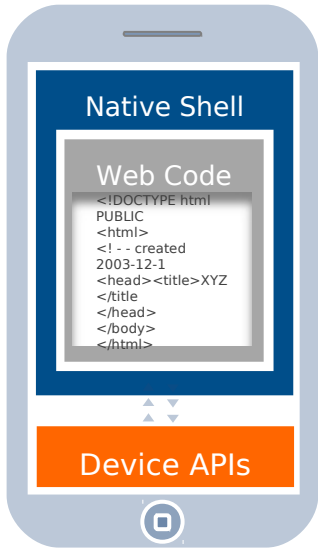 Native Shell
Web Code
<!DOCTYPE html
PUBLIC
<html>
<! - - created
2003-12-1
<head><title>XYZ
</title
</head>
</body>
</html>
Device APIs